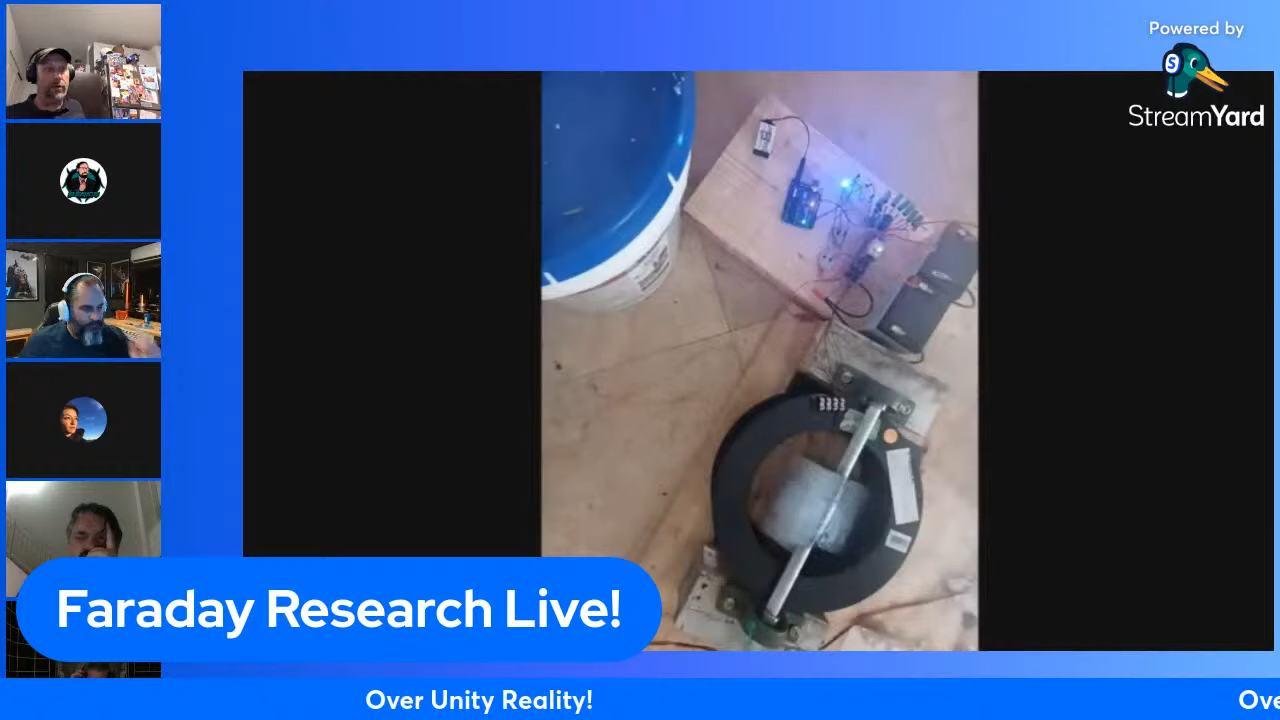 Powered by
S
StreamYard
Faraday Research Live!
Over Unity Reality!
Ove